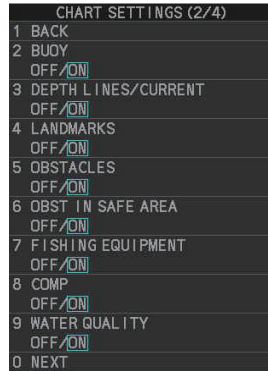 CHART SETTINGS (2/4)
1 BACK
2 BUOY
OFF/ON
3 DEPTH LINES/CURRENT
OFF/ON
4 LANDMARKS
OFF/ON
5 OBSTACLES
OFF/ON
6 OBST IN SAFE AREA
OFF/ON
7 FISHING EQUIPMENT
OFF/ON
8 COMP
OFF/ON
9 WATER QUALITY
OFF/ON
0 NEXT